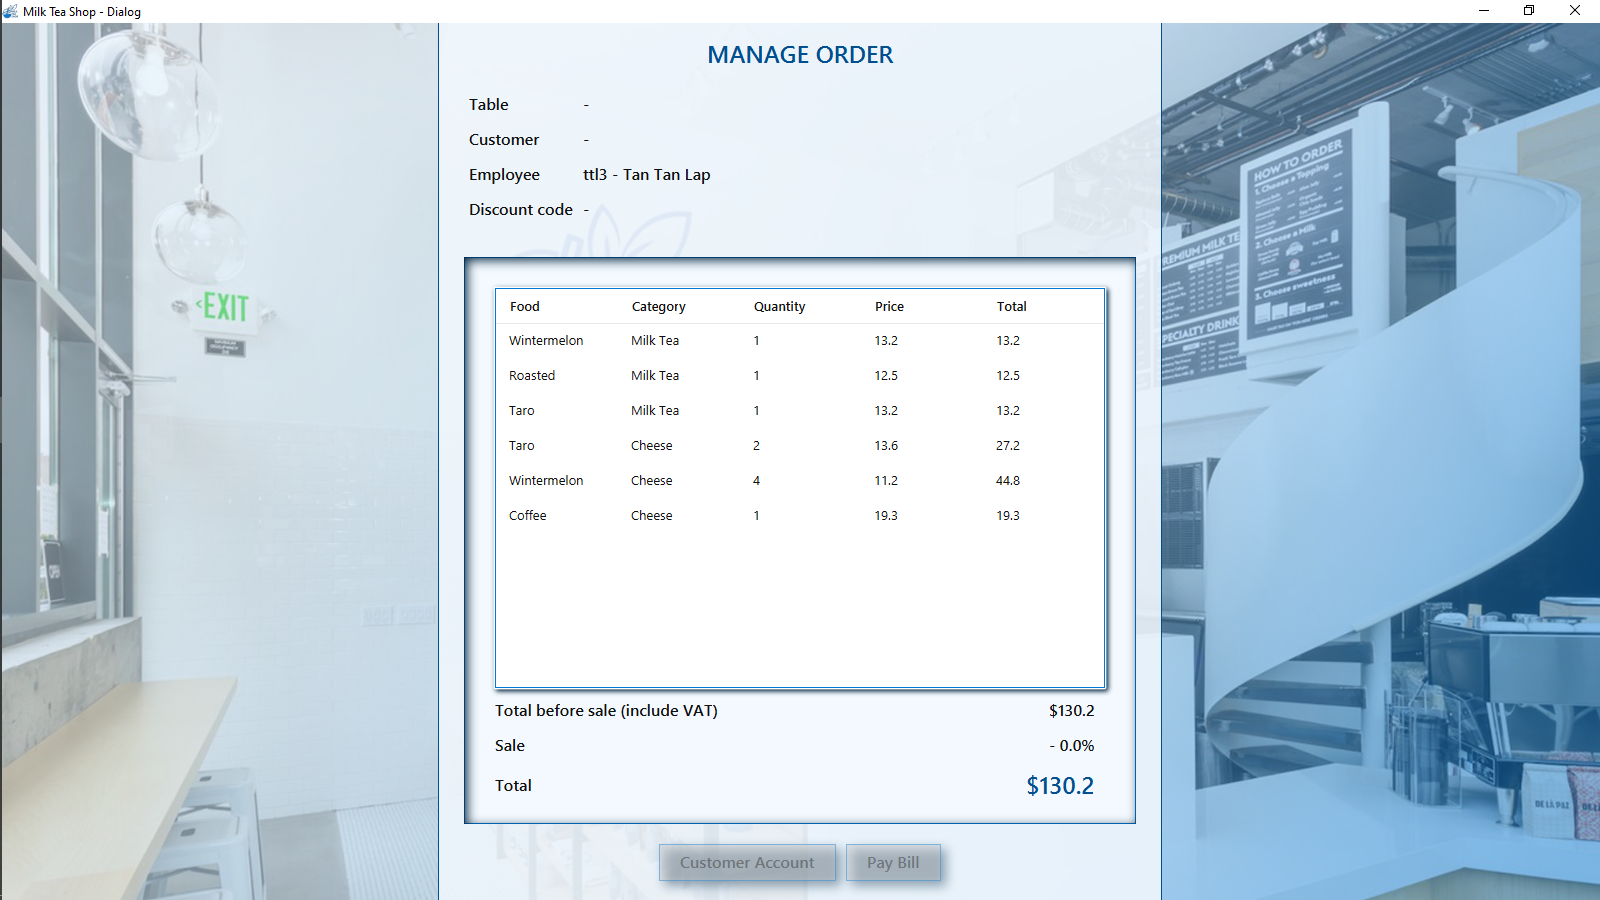 Milk Tea Shop - Dialog
MANAGE ORDER
Table -
Customer -
Employee ttl3 - Tan Tan Lap
Discount code -
Food Category Quantity Price Total
Wintermelon Milk Tea 1 13.2 13.2
Roasted Milk Tea 1 12.5 12.5
Taro Milk Tea 1 13.2 13.2
Taro Cheese 2 13.6 27.2
Wintermelon Cheese 4 11.2 44.8
Coffee Cheese 1 19.3 19.3
Total before sale (include VAT) $130.2
Sale - 0.0%
Total $130.2
Customer Account Pay Bill
<EXIT
HOW TO ORDER
1. Choose a Topping
2. Choose a Milk
3. Choose sweetness
PREMIUM MILK TE
SPECIALTY DRINK
DE LA PAZ